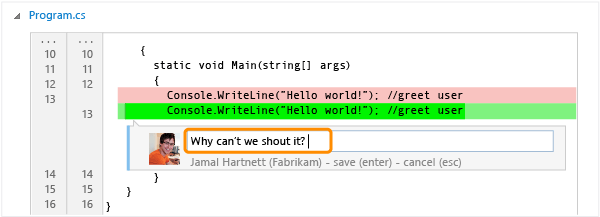 Program.cs
... ...
10 10 {
11 11 static void Main(string[] args)
12 12 {
13 Console.WriteLine("Hello world!"); //greet user
13 Console.WriteLine("Hello world!"); //greet user
Why can't we shout it?
Jamal Hartnett (Fabrikam) - save (enter) - cancel (esc)
14 14 }
15 15 }
16 16 }